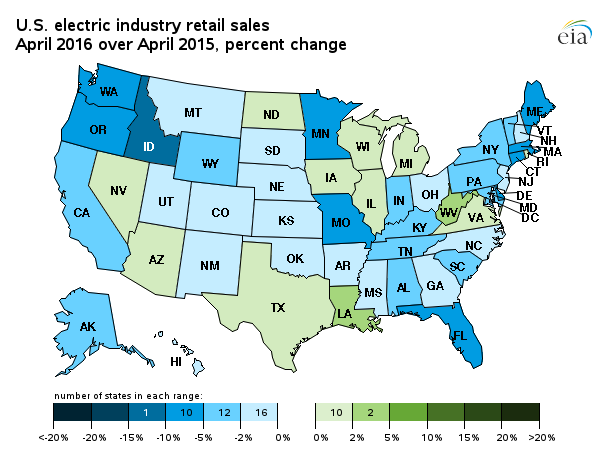 U.S. electric industry retail sales
April 2016 over April 2015, percent change
eia
WA
OR
ID
MT
ND
MN
SD
WY
NE
WI
MI
IA
IL
IN
OH
PA
NY
ME
VT
NH
MA
RI
CT
NJ
DE
MD
DC
WV
VA
KY
NC
TN
SC
GA
AL
MS
FL
LA
AR
MO
KS
OK
TX
CO
NM
UT
AZ
NV
CA
AK
HI
number of states in each range:
1 10 12 16 10 2
<-20% -20% -15% -10% -5% -2% 0% 0% 2% 5% 10% 15% 20% >20%